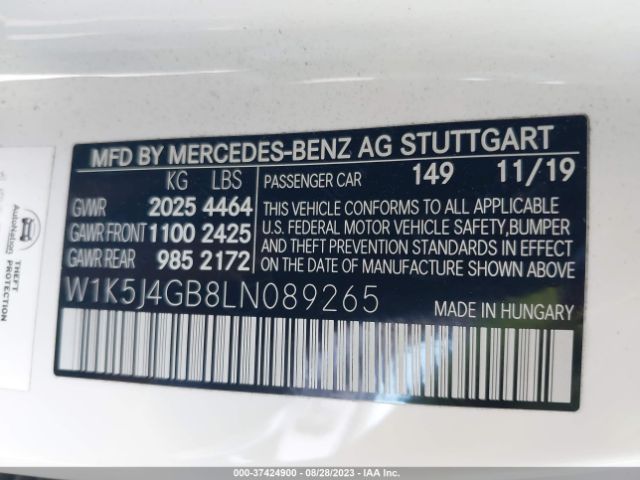 MFD BY MERCEDES-BENZ AG STUTTGART
KG LBS
GVWR 2025 4464
GAWR FRONT 1100 2425
GAWR REAR 985 2172
PASSENGER CAR 149 11/19
THIS VEHICLE CONFORMS TO ALL APPLICABLE
U.S. FEDERAL MOTOR VEHICLE SAFETY,BUMPER
AND THEFT PREVENTION STANDARDS IN EFFECT
ON THE DATE OF MANUFACTURE SHOWN ABOVE.
W1K5J4GB8LN089265
MADE IN HUNGARY
AutoNation
THEFT
PROTECTION
000-37424900 - 08/28/2023 - IAA Inc.